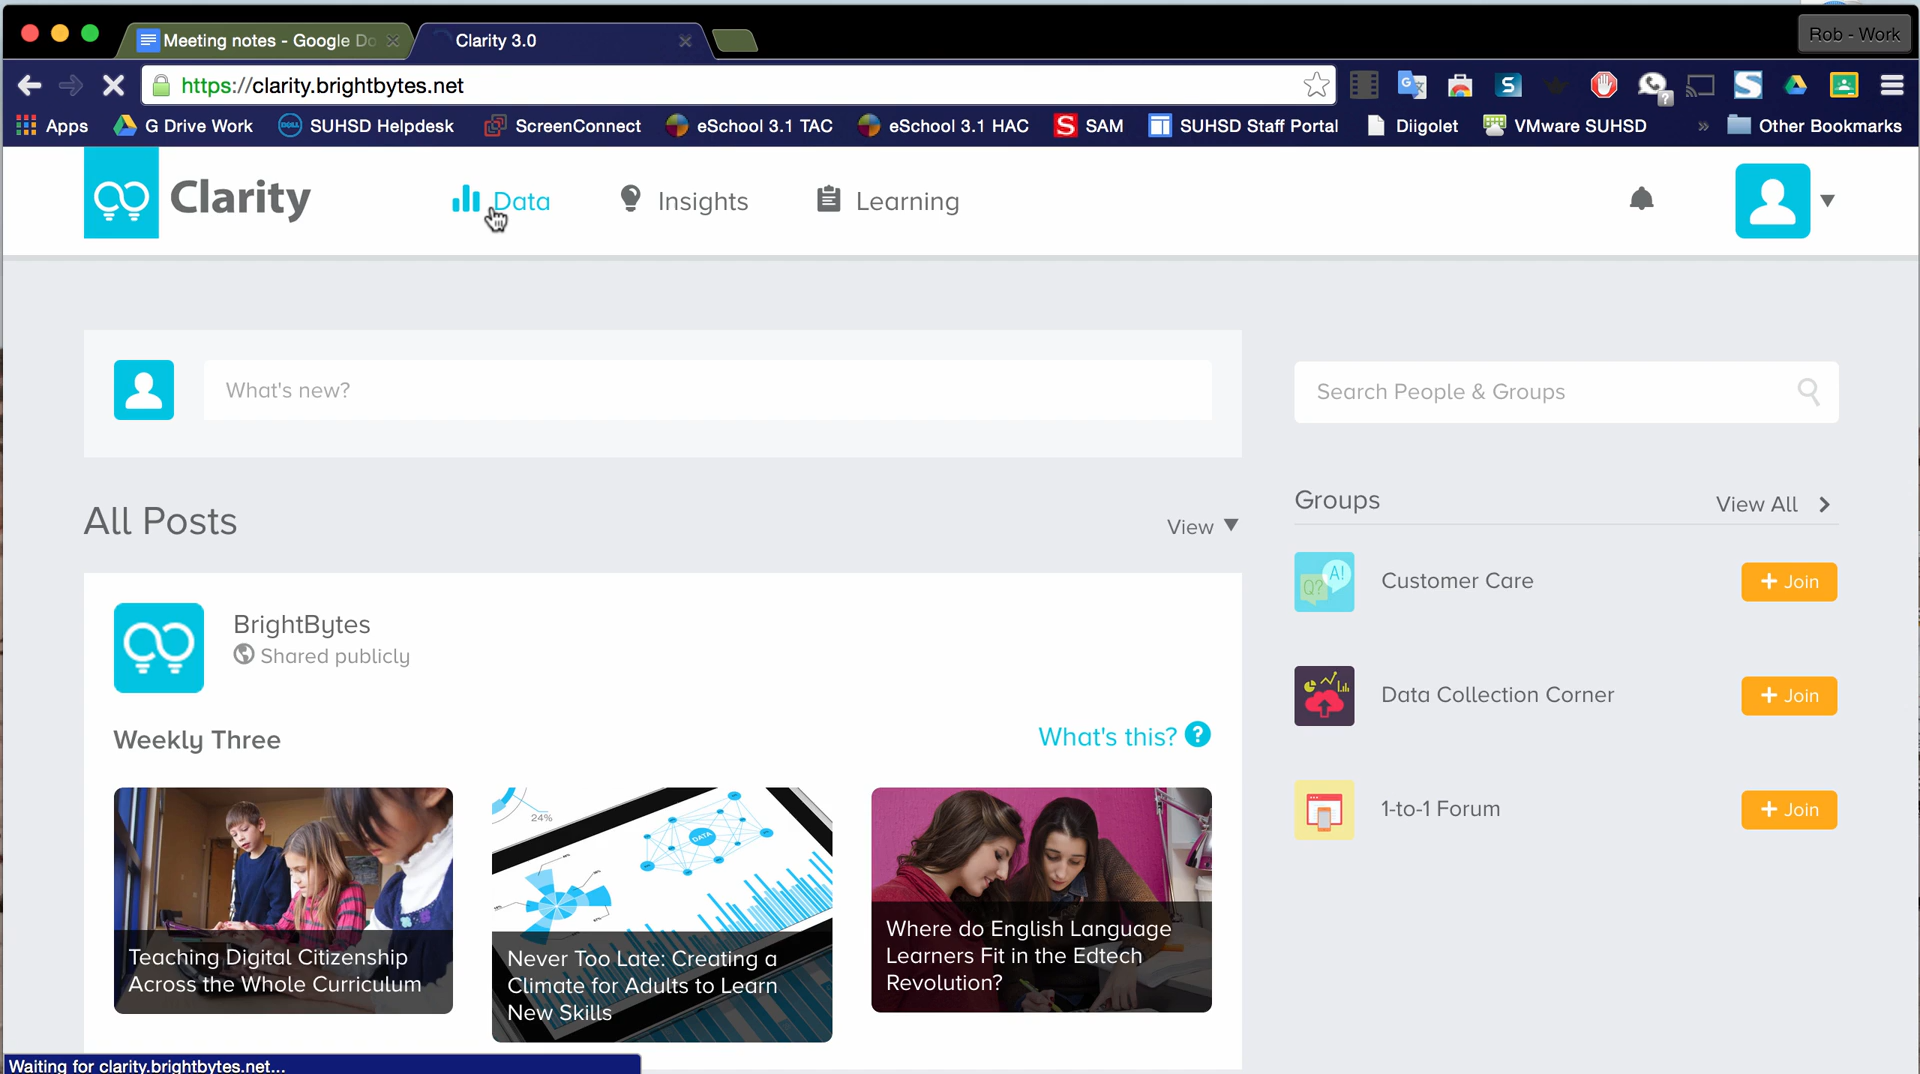 Meeting notes - Google Do
Clarity 3.0
Rob - Work
https://clarity.brightbytes.net
Apps
G Drive Work
SUHSD Helpdesk
ScreenConnect
eSchool 3.1 TAC
eSchool 3.1 HAC
SAM
SUHSD Staff Portal
Diigolet
VMware SUHSD
»
Other Bookmarks
Clarity
Data
Insights
Learning
What's new?
Search People & Groups
All Posts
View
Groups
View All
Q? A!
Customer Care
+ Join
Data Collection Corner
+ Join
1-to-1 Forum
+ Join
BrightBytes
Shared publicly
Weekly Three
What's this? ?
Teaching Digital Citizenship
Across the Whole Curriculum
24%
DATA
Never Too Late: Creating a
Climate for Adults to Learn
New Skills
Where do English Language
Learners Fit in the Edtech
Revolution?
Waiting for clarity.brightbytes.net...